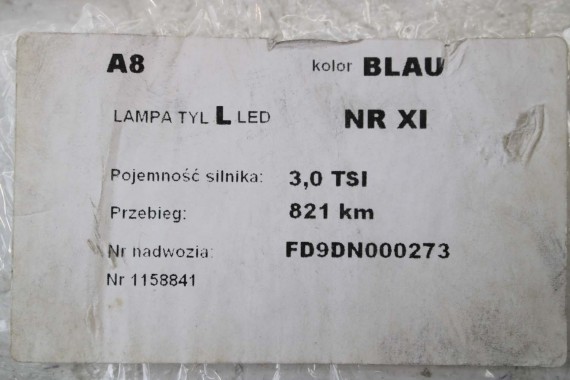 A8 kolor BLAU
LAMPA TYL L LED NR XI
Pojemność silnika: 3,0 TSI
Przebieg: 821 km
Nr nadwozia: FD9DN000273
Nr 1158841